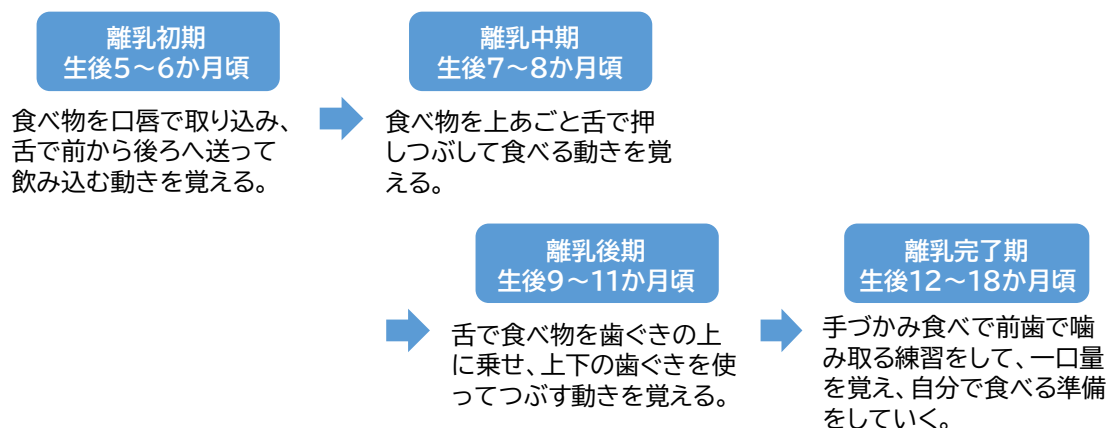 離乳初期
生後5～6か月頃
食べ物を口唇で取り込み、
舌で前から後ろへ送って
飲み込む動きを覚える。
離乳中期
生後7～8か月頃
食べ物を上あごと舌で押
しつぶして食べる動きを覚
える。
離乳後期
生後9～11か月頃
舌で食べ物を歯ぐきの上
に乗せ、上下の歯ぐきを使
ってつぶす動きを覚える。
離乳完了期
生後12～18か月頃
手づかみ食べで前歯で噛
み取る練習をして、一口量
を覚え、自分で食べる準備
をしていく。